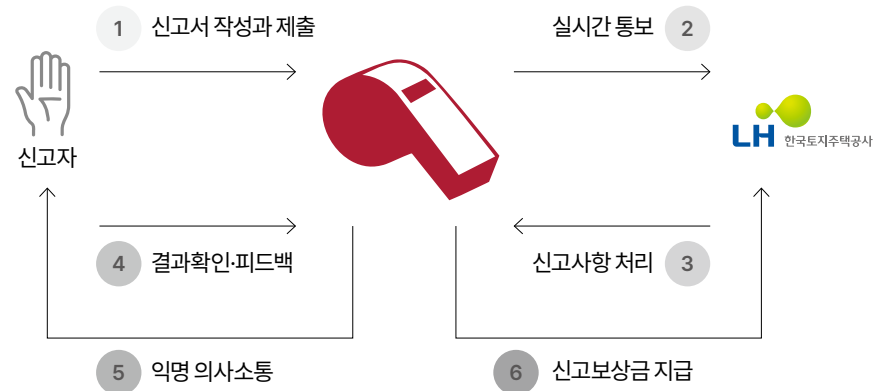 1 신고서 작성과 제출
실시간 통보 2
신고자
LH 한국토지주택공사
4 결과확인·피드백
신고사항 처리 3
5 익명 의사소통
6 신고보상금 지급